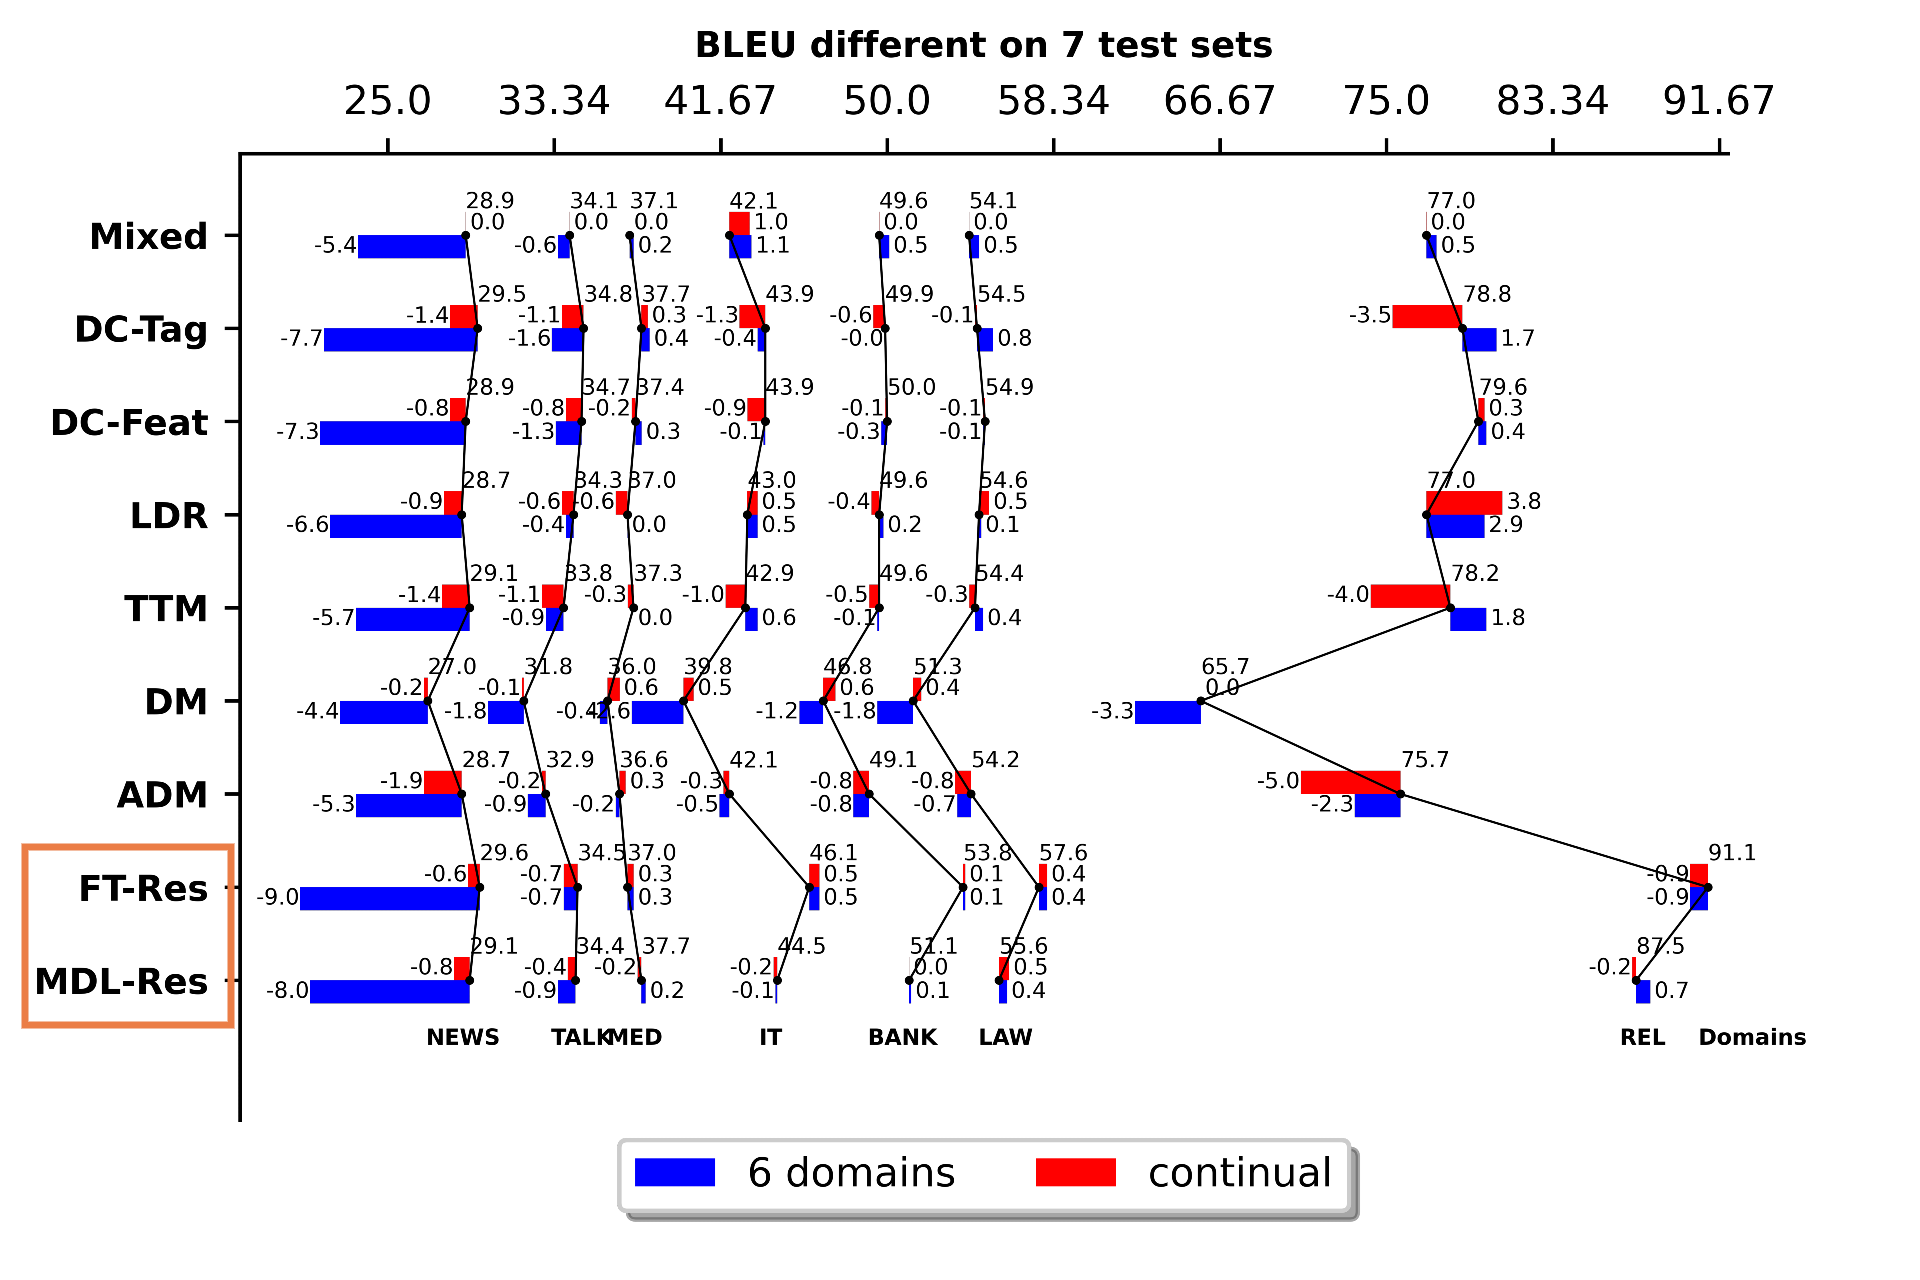 BLEU different on 7 test sets
25.0 33.34 41.67 50.0 58.34 66.67 75.0 83.34 91.67
28.9 34.1 37.1 42.1 49.6 54.1 77.0
0.0 0.0 0.0 1.0 0.0 0.0 0.0
Mixed
-5.4 -0.6 0.2 1.1 0.5 0.5 0.5
29.5 34.8 37.7 43.9 49.9 54.5 78.8
-1.4 -1.1 0.3 -1.3 -0.6 -0.1 -3.5
DC-Tag
-7.7 -1.6 0.4 -0.4 -0.0 0.8 1.7
28.9 34.7 37.4 43.9 50.0 54.9 79.6
-0.8 -0.8 -0.2 -0.9 -0.1 -0.1 0.3
DC-Feat
-7.3 -1.3 0.3 -0.1 -0.3 -0.1 0.4
28.7 34.3 37.0 43.0 49.6 54.6 77.0
-0.9 -0.6 -0.6 0.5 -0.4 0.5 3.8
LDR
-6.6 -0.4 0.0 0.5 0.2 0.1 2.9
29.1 33.8 37.3 42.9 49.6 54.4 78.2
-1.4 -1.1 -0.3 -1.0 -0.5 -0.3 -4.0
TTM
-5.7 -0.9 0.0 0.6 -0.1 0.4 1.8
27.0 31.8 36.0 39.8 46.8 51.3 65.7
-0.2 -0.1 0.6 0.5 0.6 0.4 0.0
DM
-4.4 -1.8 -0.4 -2.6 -1.2 -1.8 -3.3
28.7 32.9 36.6 42.1 49.1 54.2 75.7
-1.9 -0.2 0.3 -0.3 -0.8 -0.8 -5.0
ADM
-5.3 -0.9 -0.2 -0.5 -0.8 -0.7 -2.3
29.6 34.5 37.0 46.1 53.8 57.6 91.1
-0.6 -0.7 0.3 0.5 0.1 0.4 -0.9
FT-Res
-9.0 -0.7 0.3 0.5 0.1 0.4 -0.9
29.1 34.4 37.7 44.5 51.1 55.6 87.5
-0.8 -0.4 -0.2 -0.2 0.0 0.5 -0.2
MDL-Res
-8.0 -0.9 0.2 -0.1 0.1 0.4 0.7
NEWS TALK MED IT BANK LAW REL Domains
6 domains continual